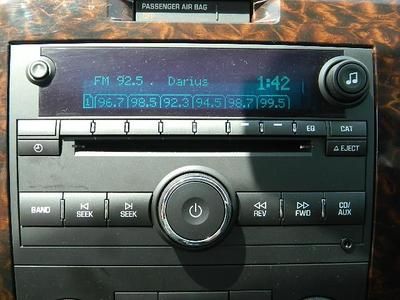 PASSENGER AIR BAG
FM 92.5 . Darius 1:42
1 96.7 98.5 92.3 94.5 98.7 99.5
EQ CAT
EJECT
BAND SEEK SEEK REV FWD CD/AUX